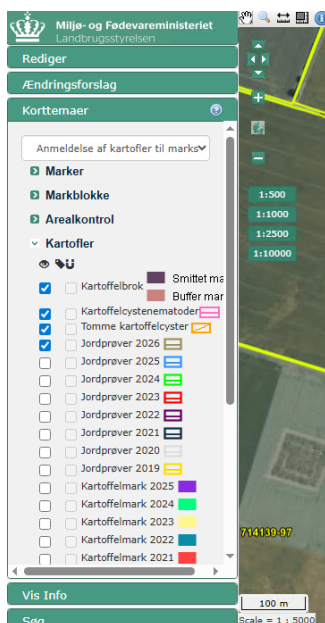 Miljø- og Fødevareministeriet
Landbrugsstyrelsen
Rediger
Ændringsforslag
Korttemaer
Anmeldelse af kartofler til marks
Marker
Markblokke
Arealkontrol
Kartofler
Kartoffelbrok
Smittet ma
Buffer mar
Kartoffelcystenematoder
Tomme kartoffelcyster
Jordprøver 2026
Jordprøver 2025
Jordprøver 2024
Jordprøver 2023
Jordprøver 2022
Jordprøver 2021
Jordprøver 2020
Jordprøver 2019
Kartoffelmark 2025
Kartoffelmark 2024
Kartoffelmark 2023
Kartoffelmark 2022
Kartoffelmark 2021
Vis Info
Søg
1:500
1:1000
1:2500
1:10000
714139-97
100 m
Scale = 1 : 5000